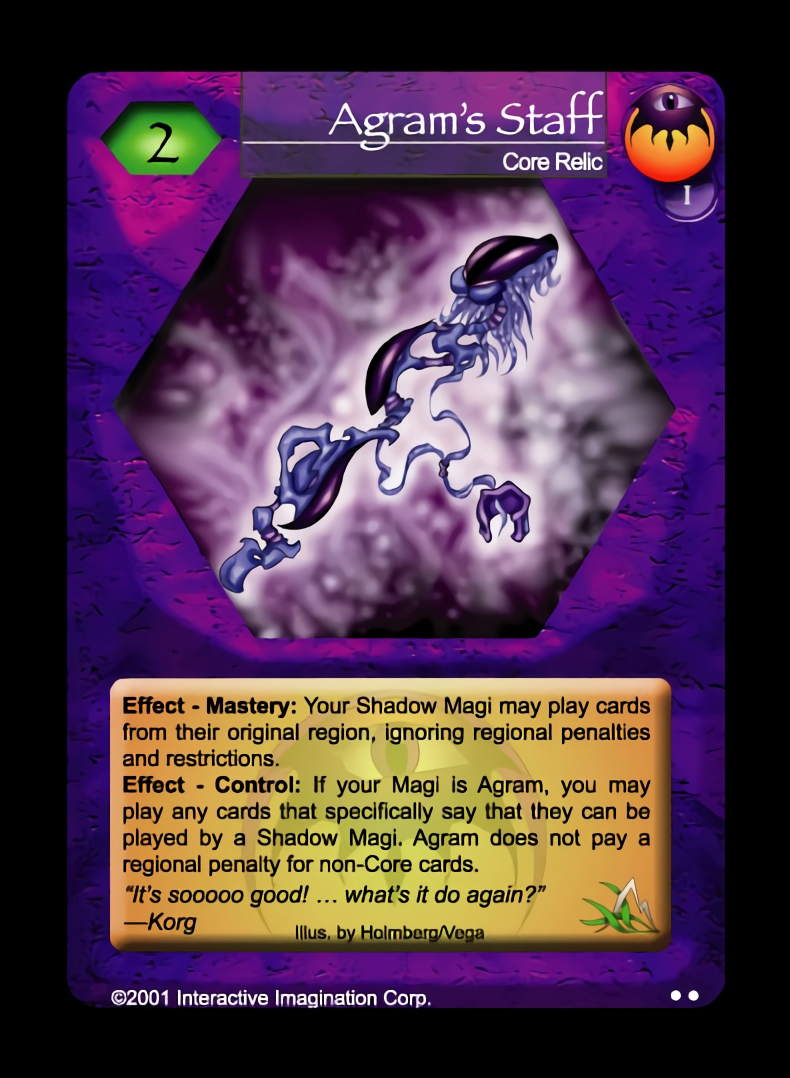 2
Agram's Staff
Core Relic
I
Effect - Mastery: Your Shadow Magi may play cards
from their original region, ignoring regional penalties
and restrictions.
Effect - Control: If your Magi is Agram, you may
play any cards that specifically say that they can be
played by a Shadow Magi. Agram does not pay a
regional penalty for non-Core cards.
"It's sooooo good! … what's it do again?"
—Korg
Illus. by Holmberg/Vega
©2001 Interactive Imagination Corp.